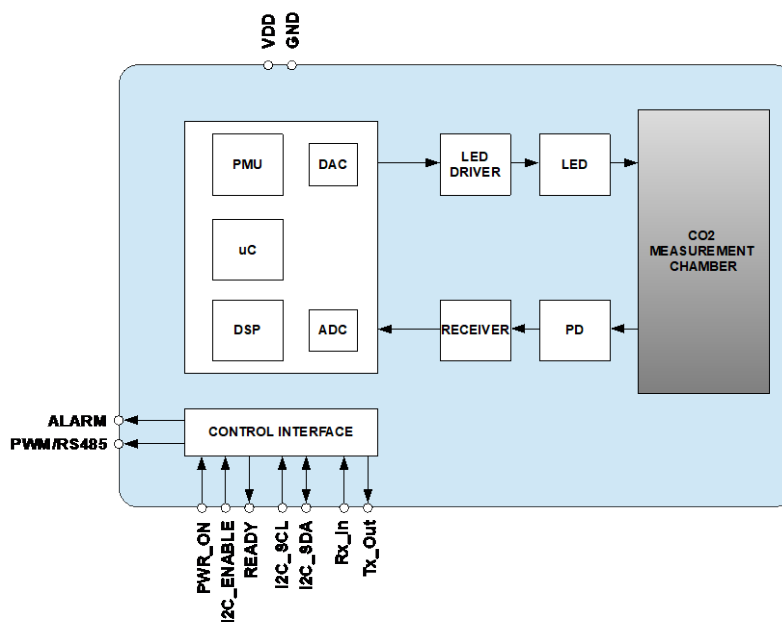 VDD
GND
PMU
DAC
LED
DRIVER
LED
uC
CO2
MEASUREMENT
CHAMBER
DSP
ADC
RECEIVER
PD
ALARM
PWM/RS485
CONTROL INTERFACE
PWR_ON
I2C_ENABLE
READY
I2C_SCL
I2C_SDA
Rx_In
Tx_Out